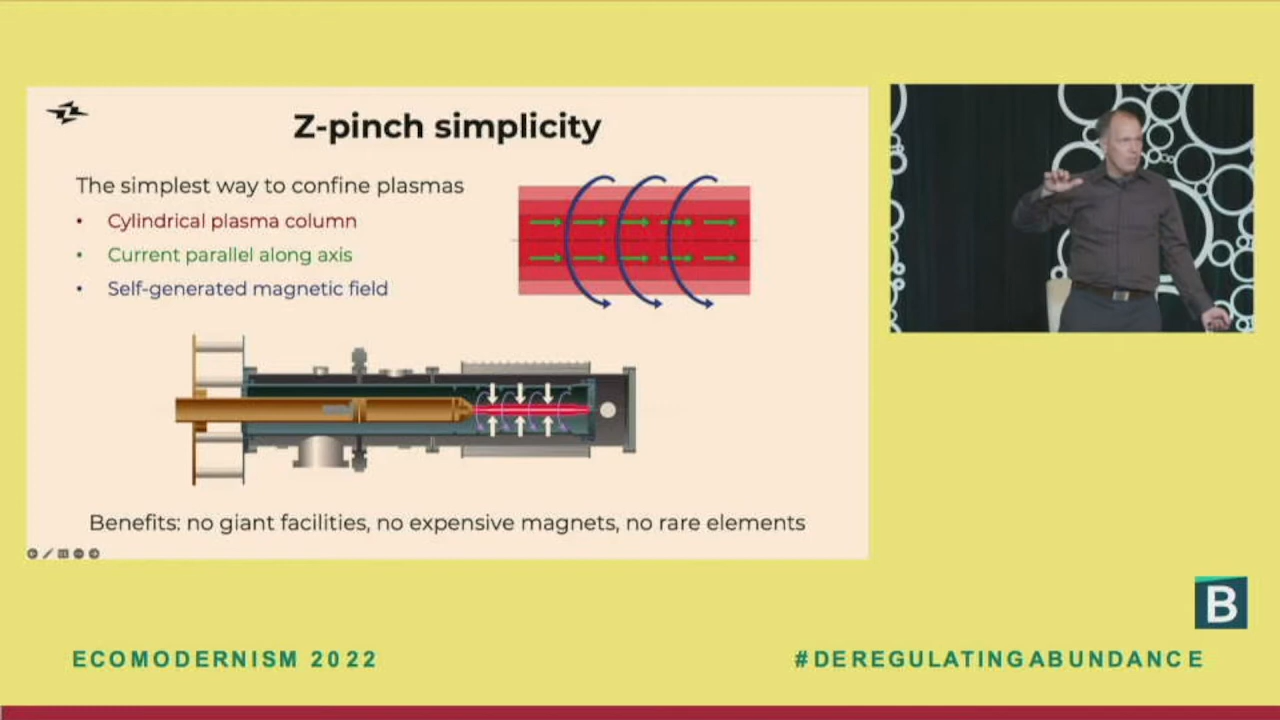 Z-pinch simplicity
The simplest way to confine plasmas
• Cylindrical plasma column
• Current parallel along axis
• Self-generated magnetic field
Benefits: no giant facilities, no expensive magnets, no rare elements
B
ECOMODERNISM 2022
#DEREGULATINGABUNDANCE